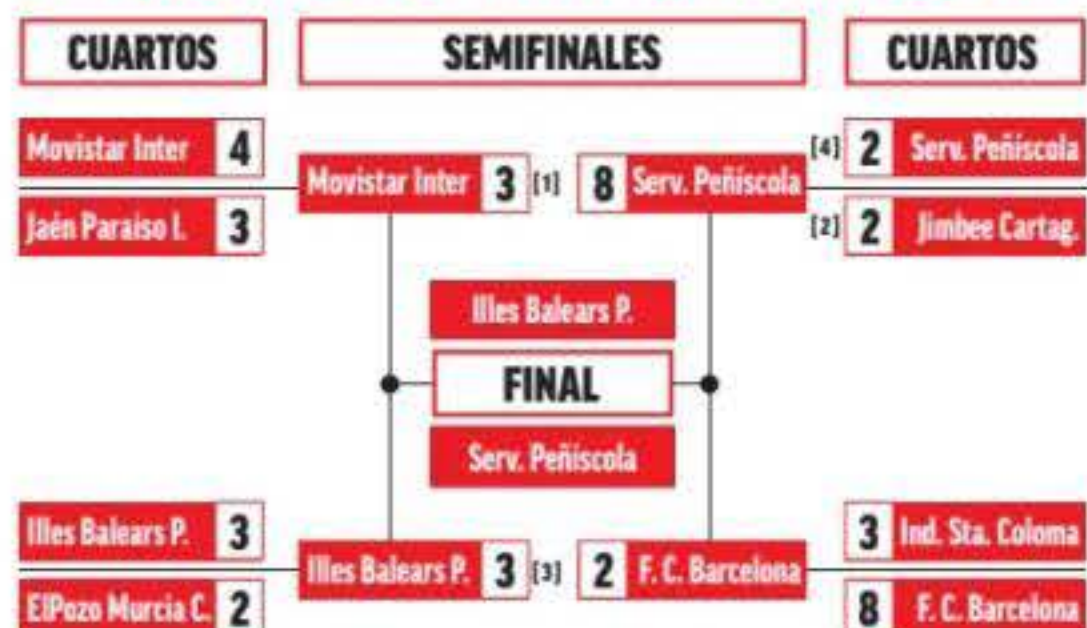 CUARTOS SEMIFINALES CUARTOS
Movistar Inter 4
Jaén Paraíso I. 3
Movistar Inter 3 [1]
8 Serv. Peñíscola
[4] 2 Serv. Peñíscola
[2] 2 Jimbee Cartag.
Illes Balears P.
FINAL
Serv. Peñíscola
Illes Balears P. 3
ElPozo Murcia C. 2
Illes Balears P. 3 [3]
2 F. C. Barcelona
3 Ind. Sta. Coloma
8 F. C. Barcelona